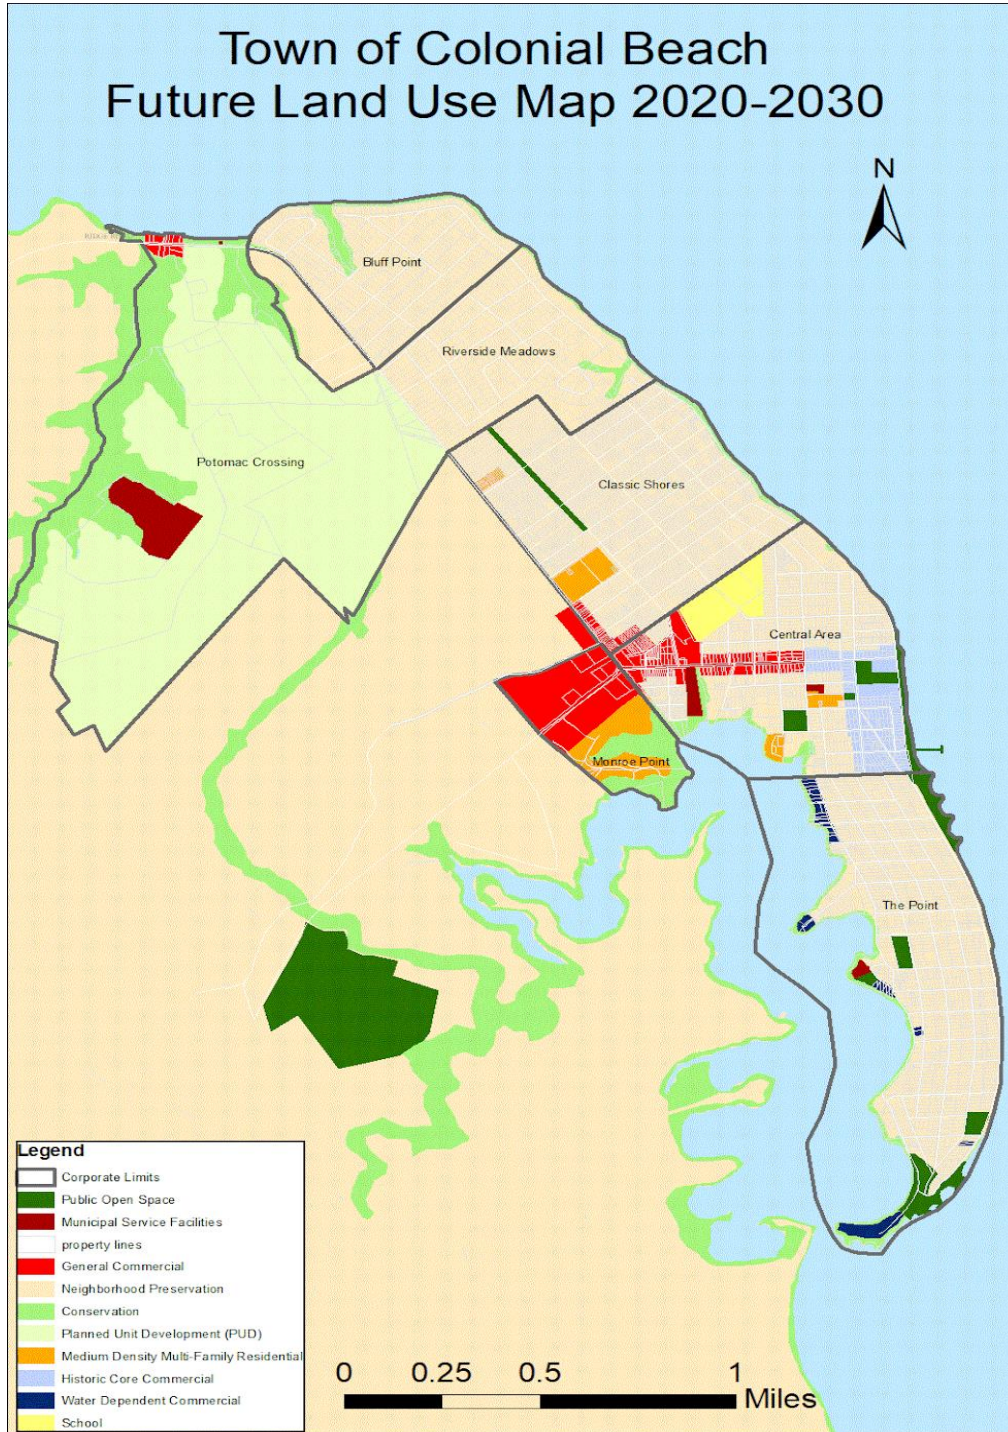 Town of Colonial Beach
Future Land Use Map 2020-2030
N
Bluff Point
Riverside Meadows
Potomac Crossing
Classic Shores
Central Area
Monroe Point
The Point
Legend
Corporate Limits
Public Open Space
Municipal Service Facilities
property lines
General Commercial
Neighborhood Preservation
Conservation
Planned Unit Development (PUD)
Medium Density Multi-Family Residential
Historic Core Commercial
Water Dependent Commercial
School
0 0.25 0.5 1
Miles